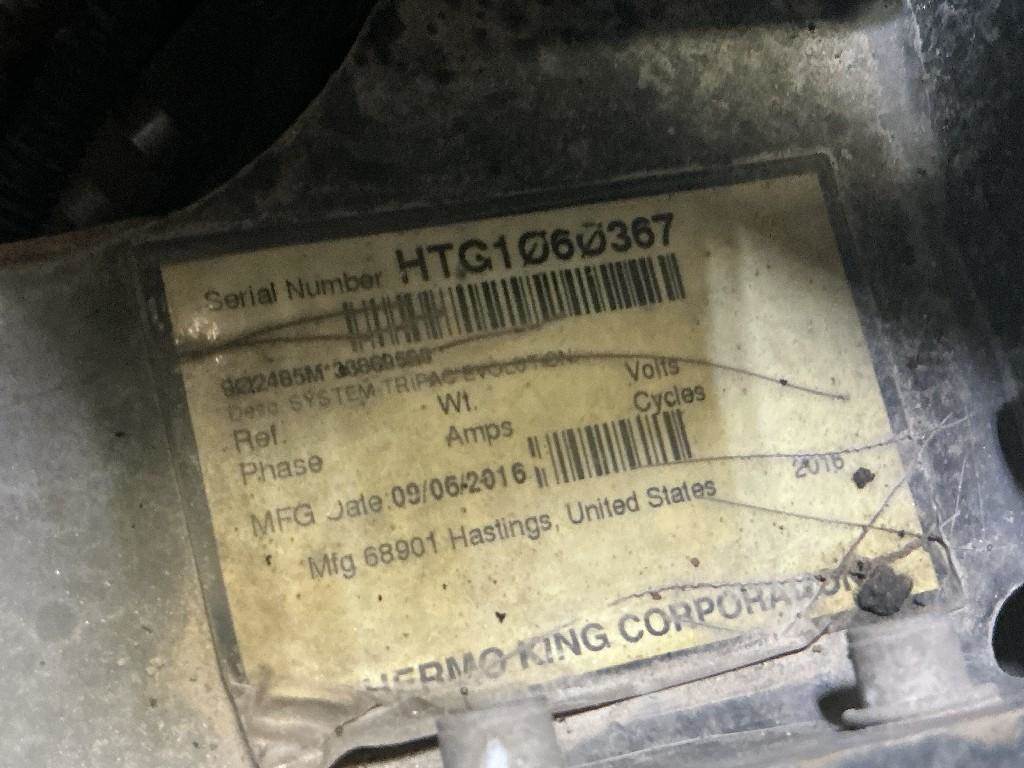 Serial Number HTG1Ø6Ø367
Desc. SYSTEM TRIPAC EVOLUTION
Ref. Wt. Volts
Phase Amps Cycles
MFG Date 09/06/2016
2016
Mfg 68901 Hastings, United States
THERMO KING CORPORATION